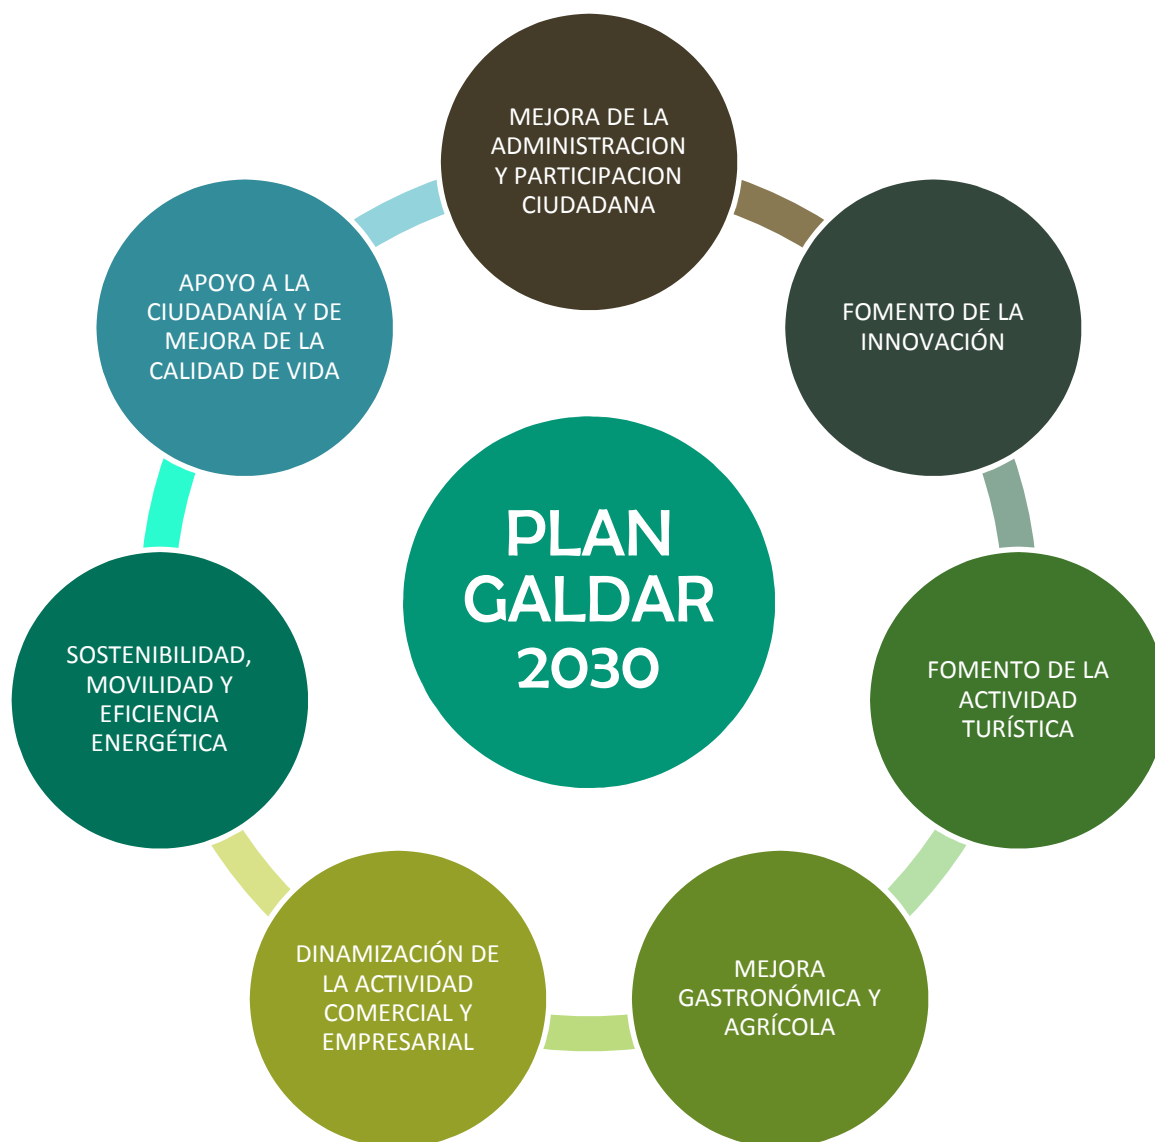 MEJORA DE LA
ADMINISTRACION
Y PARTICIPACION
CIUDADANA
FOMENTO DE LA
INNOVACIÓN
FOMENTO DE LA
ACTIVIDAD
TURÍSTICA
MEJORA
GASTRONÓMICA Y
AGRÍCOLA
DINAMIZACIÓN DE
LA ACTIVIDAD
COMERCIAL Y
EMPRESARIAL
SOSTENIBILIDAD,
MOVILIDAD Y
EFICIENCIA
ENERGÉTICA
APOYO A LA
CIUDADANÍA Y DE
MEJORA DE LA
CALIDAD DE VIDA
PLAN
GALDAR
2030